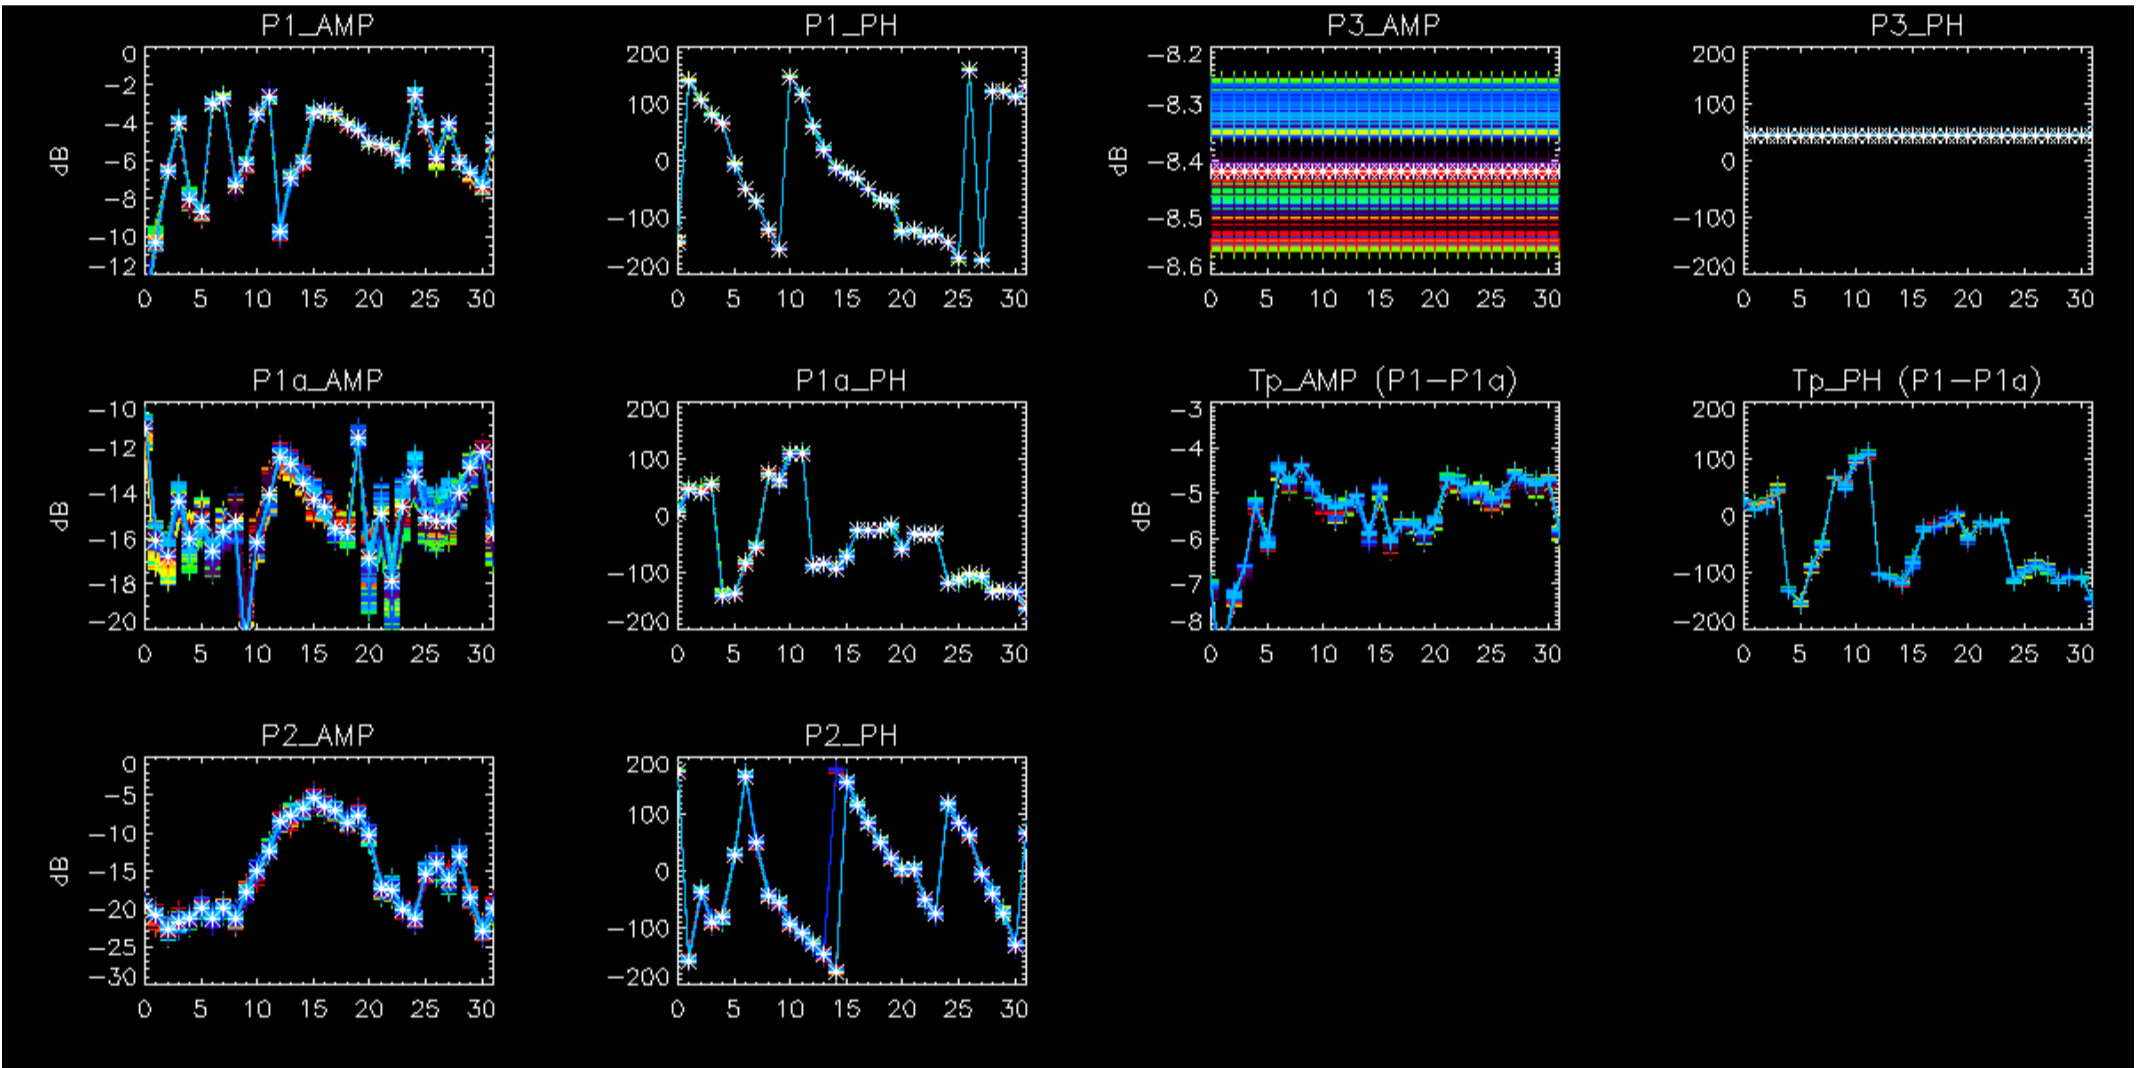 P1_AMP P1_PH P3_AMP P3_PH
0 200 -8.2 200
-2 100 -8.3 100
-4 0 -8.4 0
-6 -100 -8.5 -100
-8 -200 -8.6 -200
-10
-12
dB dB
0 5 10 15 20 25 30 0 5 10 15 20 25 30 0 5 10 15 20 25 30 0 5 10 15 20 25 30
P1a_AMP P1a_PH Tp_AMP (P1-P1a) Tp_PH (P1-P1a)
-10 200 -3 200
-12 100 -4 100
-14 0 -5 0
-16 -100 -6 -100
-18 -200 -7 -200
-20 -8
dB dB
0 5 10 15 20 25 30 0 5 10 15 20 25 30 0 5 10 15 20 25 30 0 5 10 15 20 25 30
P2_AMP P2_PH
0 200
-5 100
-10 0
-15 -100
-20 -200
-25
-30
dB
0 5 10 15 20 25 30 0 5 10 15 20 25 30